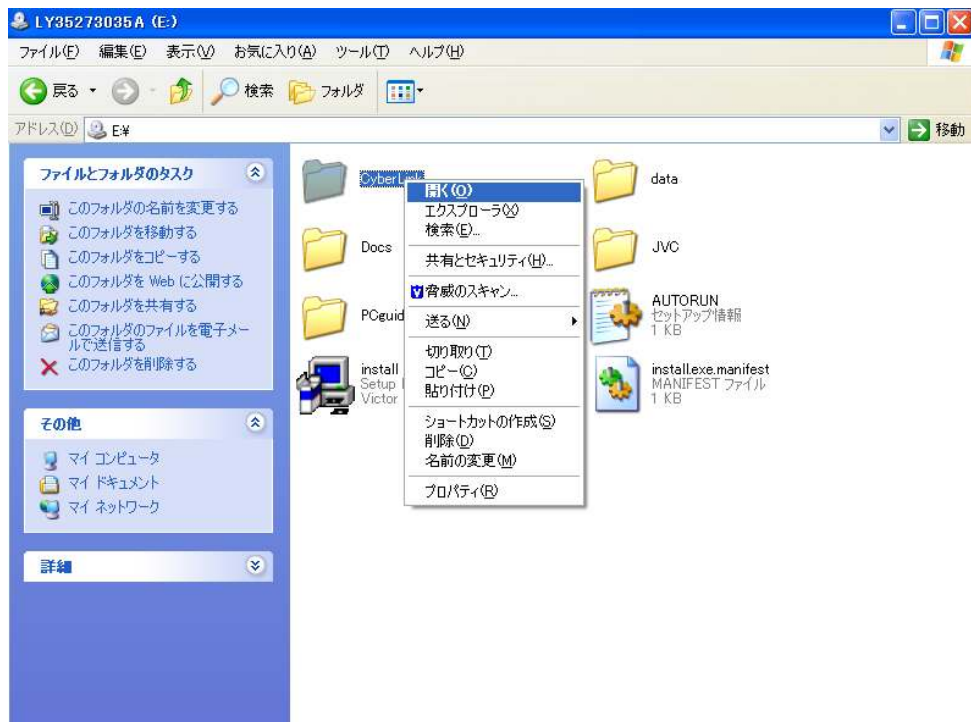 LY35273035A (E:)
ファイル(F) 編集(E) 表示(V) お気に入り(A) ツール(T) ヘルプ(H)
戻る 検索 フォルダ
アドレス(D) E:¥ 移動
ファイルとフォルダのタスク
このフォルダの名前を変更する
このフォルダを移動する
このフォルダをコピーする
このフォルダを Web に公開する
このフォルダを共有する
このフォルダのファイルを電子メー
ルで送信する
このフォルダを削除する
その他
マイ コンピュータ
マイ ドキュメント
マイ ネットワーク
詳細
CyberLink
data
Docs
JVC
PCguid
AUTORUN
セットアップ情報
1 KB
install
Setup
Victor
install.exe.manifest
MANIFEST ファイル
1 KB
開く(O)
エクスプローラ(X)
検索(E)...
共有とセキュリティ(H)...
脅威のスキャン...
送る(N)
切り取り(T)
コピー(C)
貼り付け(P)
ショートカットの作成(S)
削除(D)
名前の変更(M)
プロパティ(R)